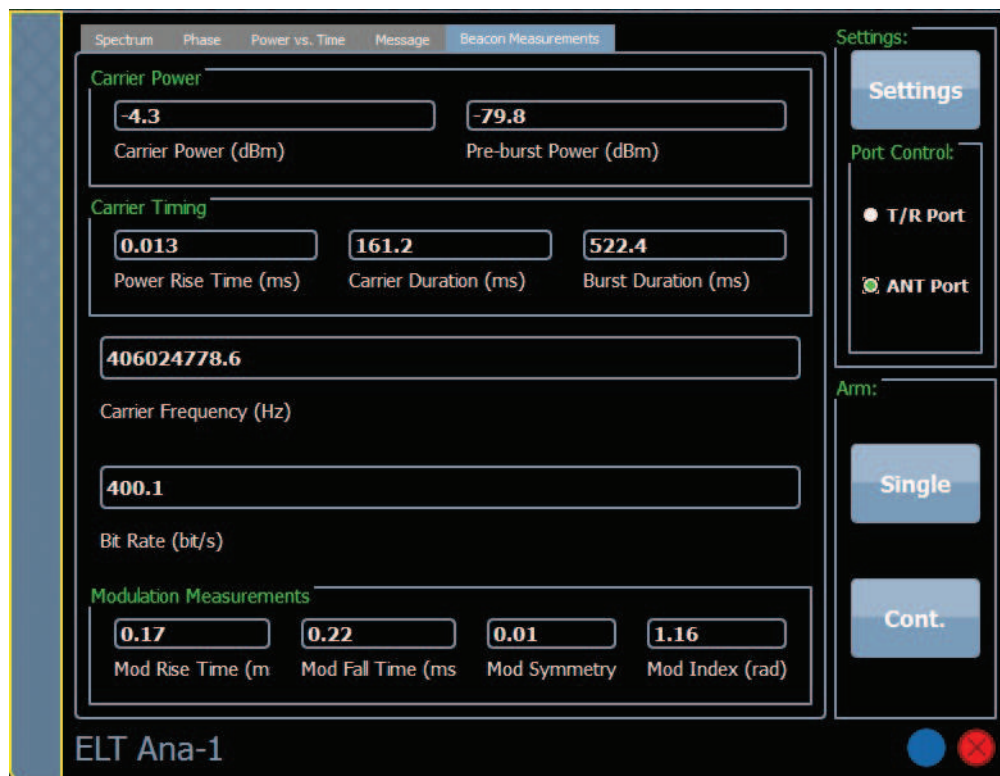 Spectrum Phase Power vs. Time Message Beacon Measurements
Carrier Power
-4.3 -79.8
Carrier Power (dBm) Pre-burst Power (dBm)
Carrier Timing
0.013 161.2 522.4
Power Rise Time (ms) Carrier Duration (ms) Burst Duration (ms)
406024778.6
Carrier Frequency (Hz)
400.1
Bit Rate (bit/s)
Modulation Measurements
0.17 0.22 0.01 1.16
Mod Rise Time (m Mod Fall Time (ms Mod Symmetry Mod Index (rad)
Settings:
Settings
Port Control:
T/R Port
ANT Port
Arm:
Single
Cont.
ELT Ana-1